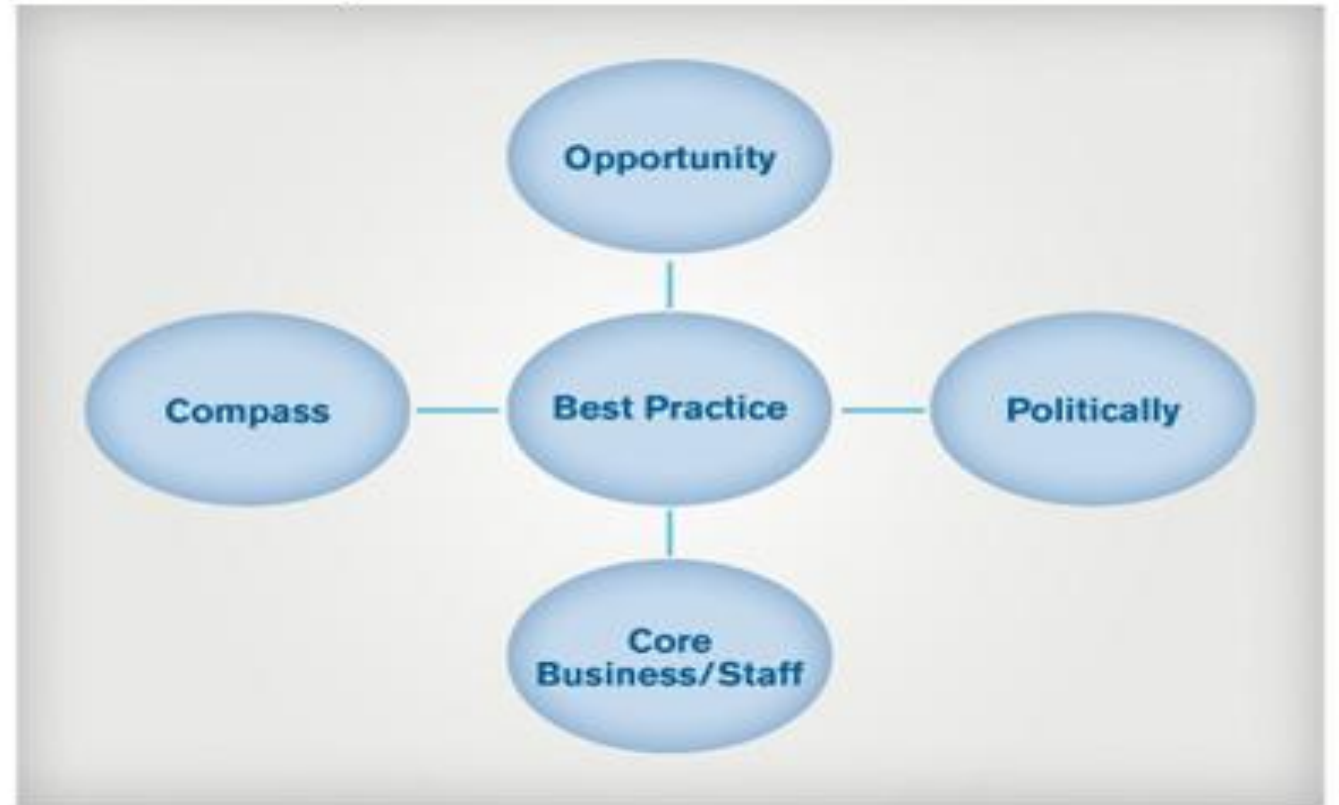 Opportunity
Compass
Best Practice
Politically
Core
Business/Staff